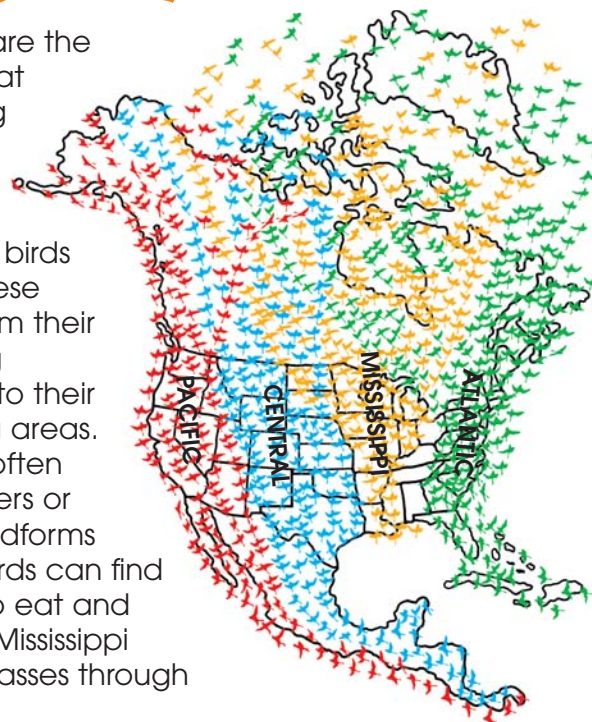 are the
at
g
birds
ese
m their
g
to their
g areas.
often
ers or
dforms
rds can find
o eat and
Mississippi
asses through
PACIFIC
CENTRAL
MISSISSIPPI
ATLANTIC